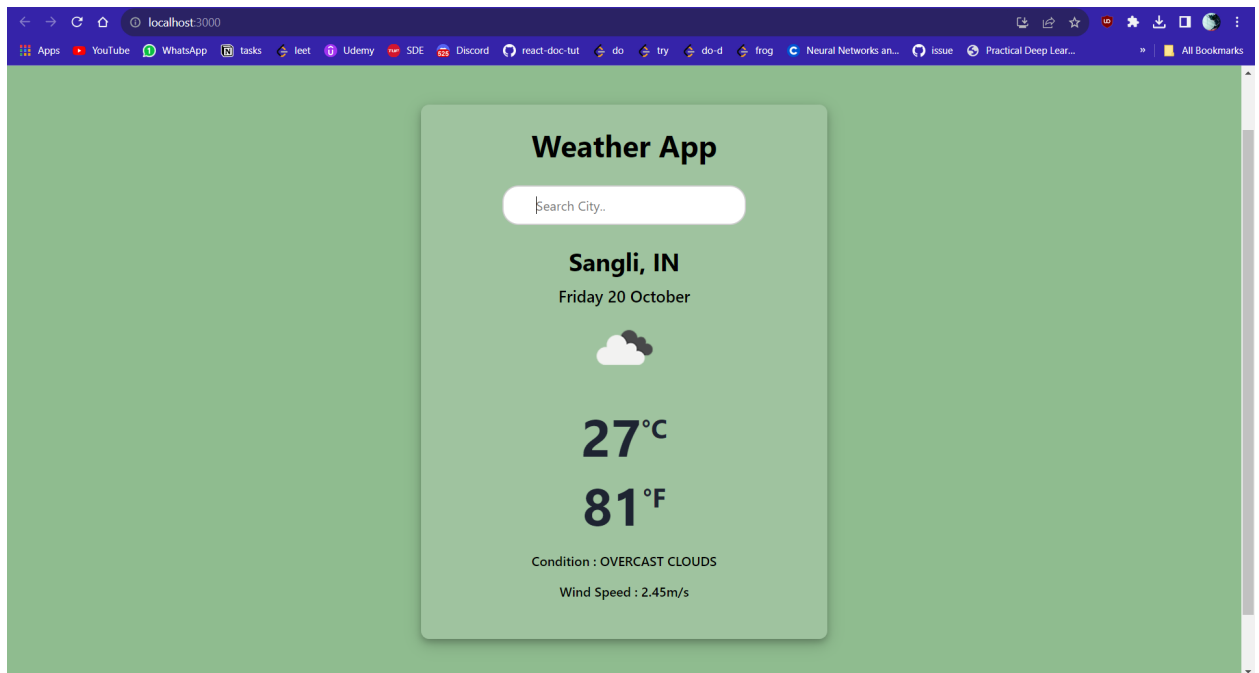 localhost:3000
Apps YouTube WhatsApp tasks leet Udemy SDE Discord react-doc-tut do try do-d frog Neural Networks an... issue Practical Deep Lear... » All Bookmarks
Weather App
Search City..
Sangli, IN
Friday 20 October
27°C
81°F
Condition : OVERCAST CLOUDS
Wind Speed : 2.45m/s